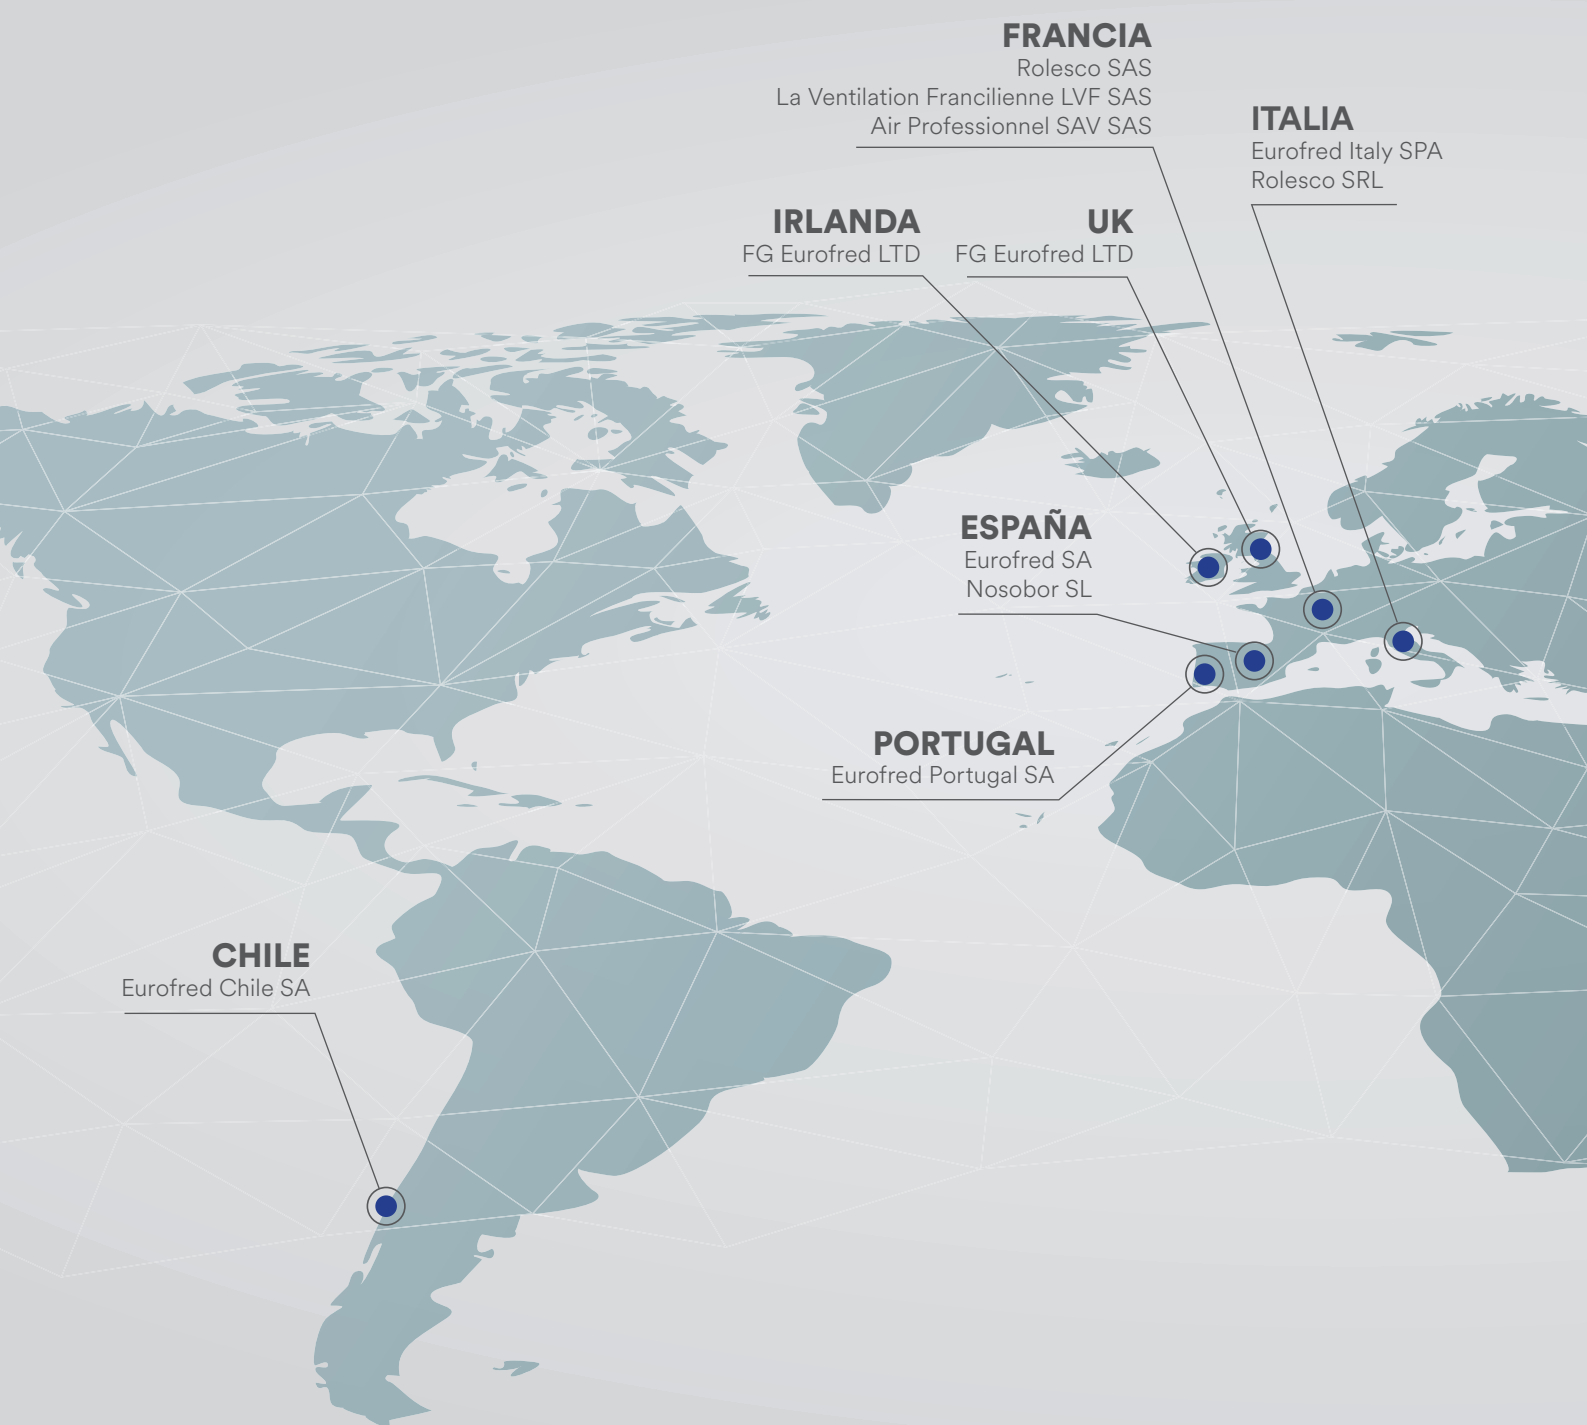 FRANCIA
Rolesco SAS
La Ventilation Francilienne LVF SAS
Air Professionnel SAV SAS
ITALIA
Eurofred Italy SPA
Rolesco SRL
IRLANDA
FG Eurofred LTD
UK
FG Eurofred LTD
ESPAÑA
Eurofred SA
Nosobor SL
PORTUGAL
Eurofred Portugal SA
CHILE
Eurofred Chile SA